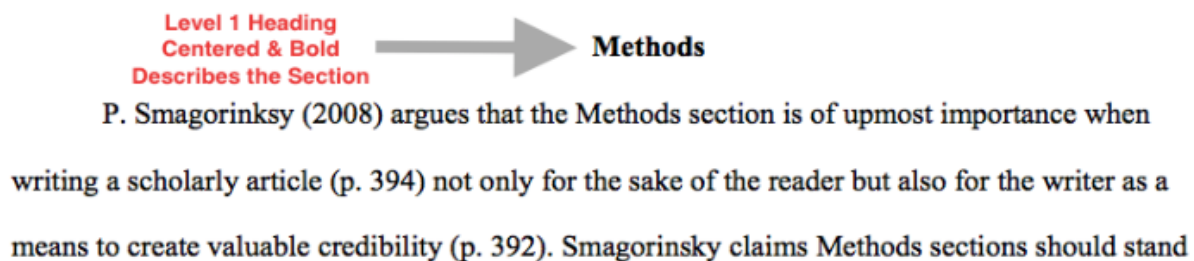 Level 1 Heading
Centered & Bold
Describes the Section
Methods
P. Smagorinksy (2008) argues that the Methods section is of upmost importance when
writing a scholarly article (p. 394) not only for the sake of the reader but also for the writer as a
means to create valuable credibility (p. 392). Smagorinsky claims Methods sections should stand